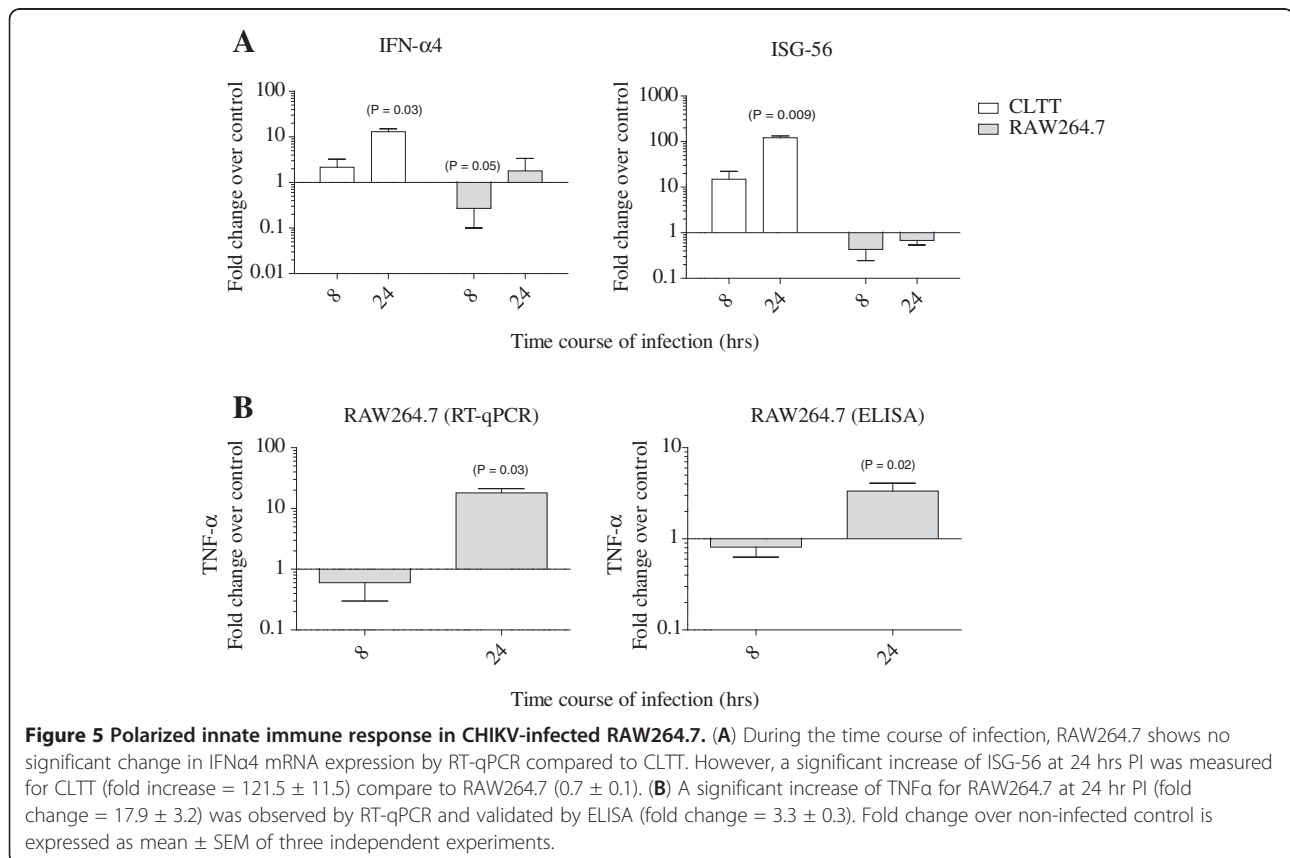 A
IFN-α4
ISG-56
CLTT
RAW264.7
Fold change over control
100
10
1
0.1
0.01
(P = 0.03)
(P = 0.05)
8
24
8
24
Fold change over control
1000
100
10
1
0.1
(P = 0.009)
8
24
8
24
Time course of infection (hrs)
B
RAW264.7 (RT-qPCR)
RAW264.7 (ELISA)
TNF-α
Fold change over control
100
10
1
0.1
(P = 0.03)
8
24
TNF-α
Fold change over control
10
1
0.1
(P = 0.02)
8
24
Time course of infection (hrs)
Figure 5 Polarized innate immune response in CHIKV-infected RAW264.7. (A) During the time course of infection, RAW264.7 shows no
significant change in IFNα4 mRNA expression by RT-qPCR compared to CLTT. However, a significant increase of ISG-56 at 24 hrs PI was measured
for CLTT (fold increase = 121.5 ± 11.5) compare to RAW264.7 (0.7 ± 0.1). (B) A significant increase of TNFα for RAW264.7 at 24 hr PI (fold
change = 17.9 ± 3.2) was observed by RT-qPCR and validated by ELISA (fold change = 3.3 ± 0.3). Fold change over non-infected control is
expressed as mean ± SEM of three independent experiments.